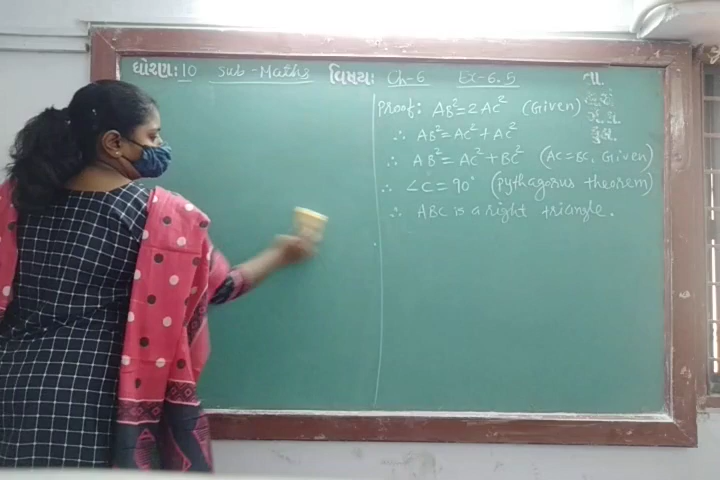 ધોરણ: 10 sub-Maths વિષય: Ch-6 Ex-6.5 તા.
Proof: AB²=2AC² (Given)
∴ AB²=AC²+AC²
∴ AB²=AC²+BC² (AC=BC, Given)
∴ ∠C=90° (pythagorus theorem)
∴ ABC is a right triangle.